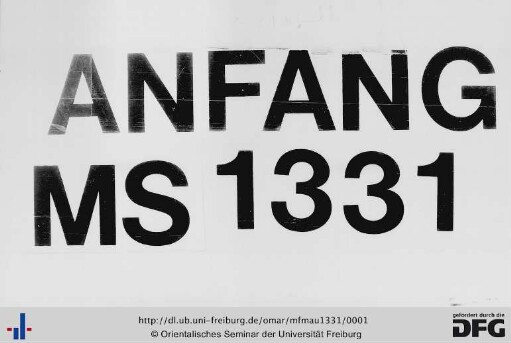 ANFANG
MS 1331
http://dl.ub.uni-freiburg.de/omar/mfmau1331/0001
© Orientalisches Seminar der Universität Freiburg
gefördert durch die
DFG